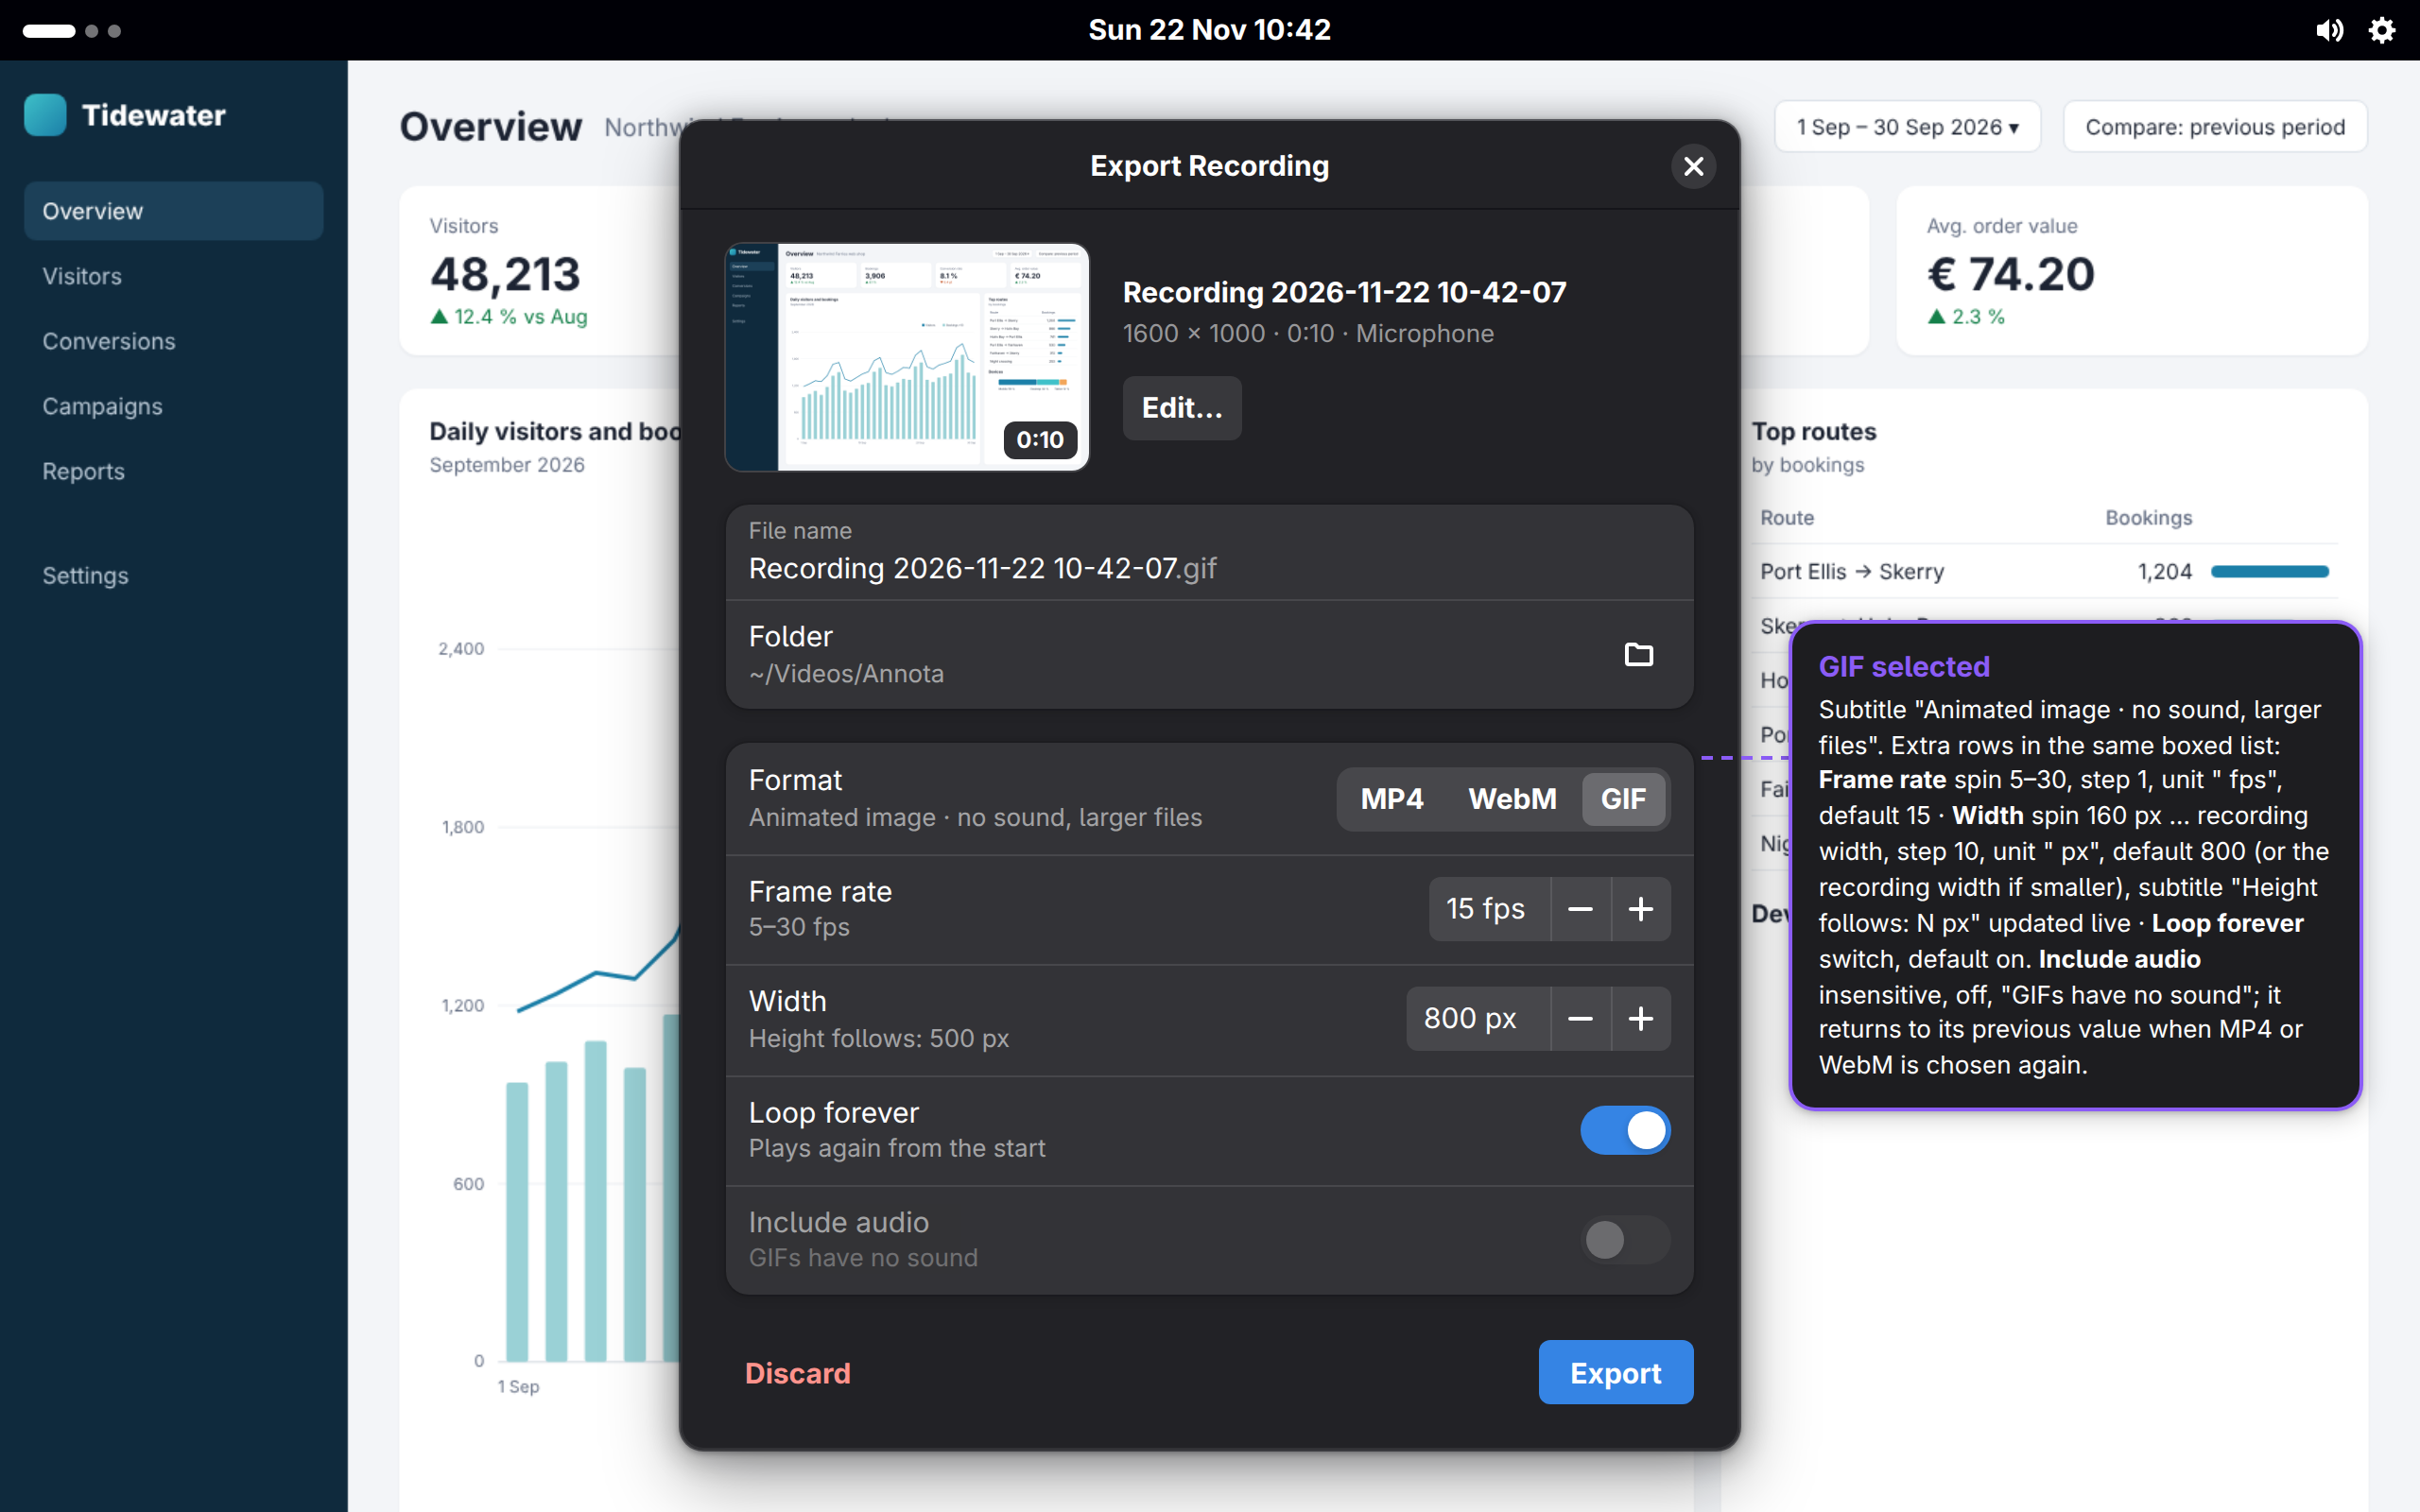 Sun 22 Nov 10:42
Tidewater
Overview
Visitors
Conversions
Campaigns
Reports
Settings
Overview
1 Sep – 30 Sep 2026 ▾
Compare: previous period
Visitors
48,213
▲ 12.4 % vs Aug
Avg. order value
€ 74.20
▲ 2.3 %
Daily visitors and boo
September 2026
2,400
1,800
1,200
600
0
1 Sep
Top routes
by bookings
Route Bookings
Port Ellis → Skerry 1,204
Export Recording
Tidewater
Overview
48,213
3,906
8.1 %
€ 74.20
0:10
Recording 2026-11-22 10-42-07
1600 × 1000 · 0:10 · Microphone
Edit...
File name
Recording 2026-11-22 10-42-07.gif
Folder
~/Videos/Annota
Format
Animated image · no sound, larger files
MP4 WebM GIF
Frame rate
5–30 fps
15 fps − +
Width
Height follows: 500 px
800 px − +
Loop forever
Plays again from the start
Include audio
GIFs have no sound
Discard
Export
GIF selected
Subtitle "Animated image · no sound, larger
files". Extra rows in the same boxed list:
Frame rate spin 5–30, step 1, unit " fps",
default 15 · Width spin 160 px ... recording
width, step 10, unit " px", default 800 (or the
recording width if smaller), subtitle "Height
follows: N px" updated live · Loop forever
switch, default on. Include audio
insensitive, off, "GIFs have no sound"; it
returns to its previous value when MP4 or
WebM is chosen again.